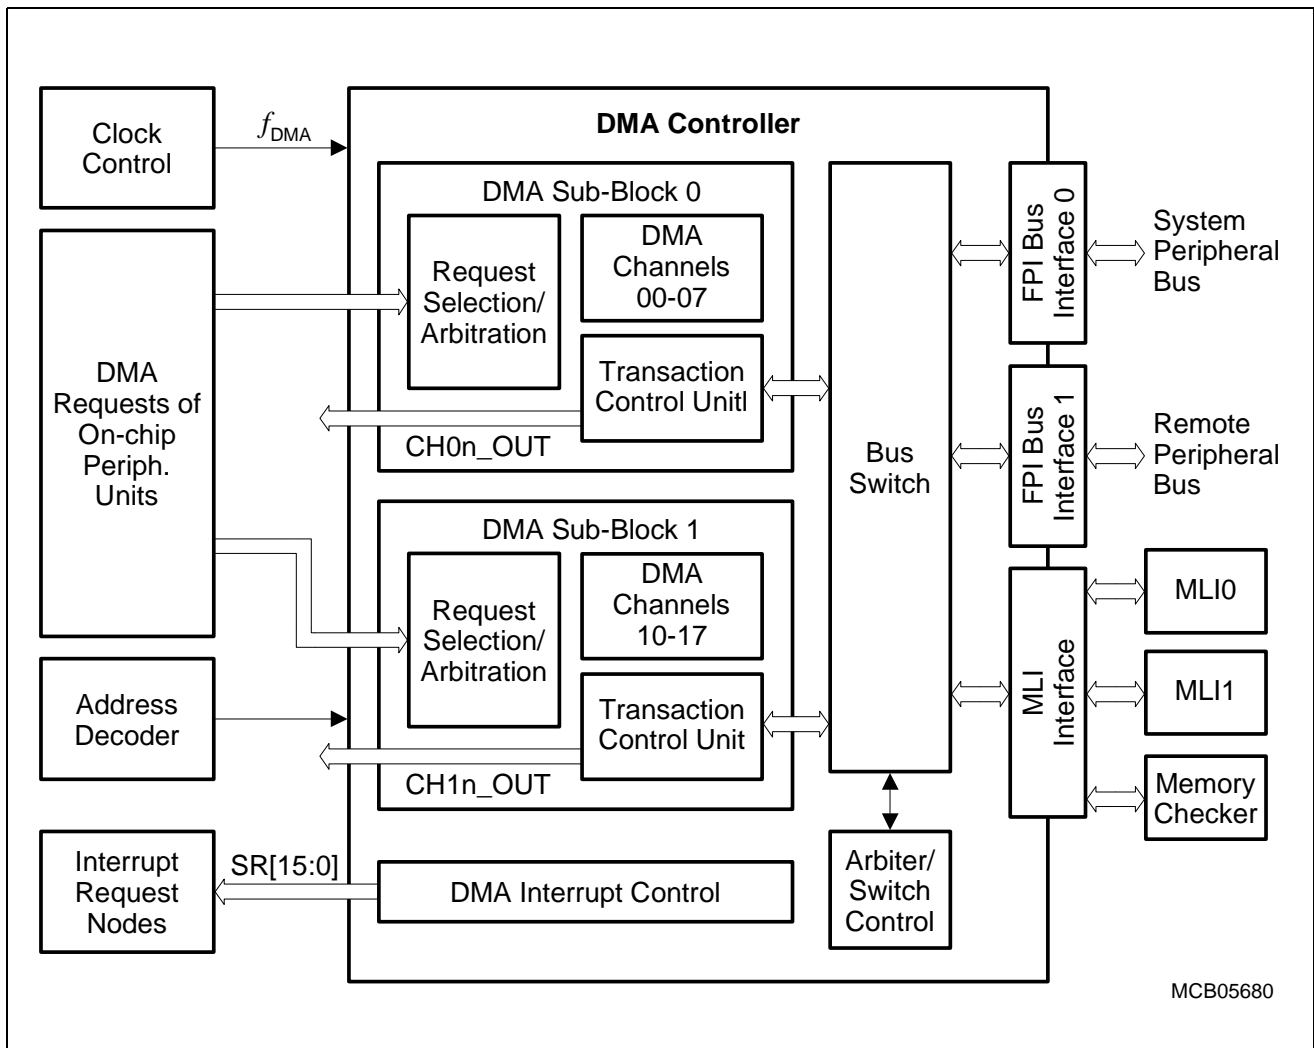 Clock
Control
f DMA
DMA Controller
DMA Sub-Block 0
Request
Selection/
Arbitration
DMA
Channels
00-07
Transaction
Control Unitl
CH0n_OUT
DMA
Requests of
On-chip
Periph.
Units
DMA Sub-Block 1
Request
Selection/
Arbitration
DMA
Channels
10-17
Transaction
Control Unit
CH1n_OUT
Address
Decoder
Interrupt
Request
Nodes
SR[15:0]
DMA Interrupt Control
Bus
Switch
Arbiter/
Switch
Control
FPI Bus
Interface 0
System
Peripheral
Bus
FPI Bus
Interface 1
Remote
Peripheral
Bus
MLI
Interface
MLI0
MLI1
Memory
Checker
MCB05680